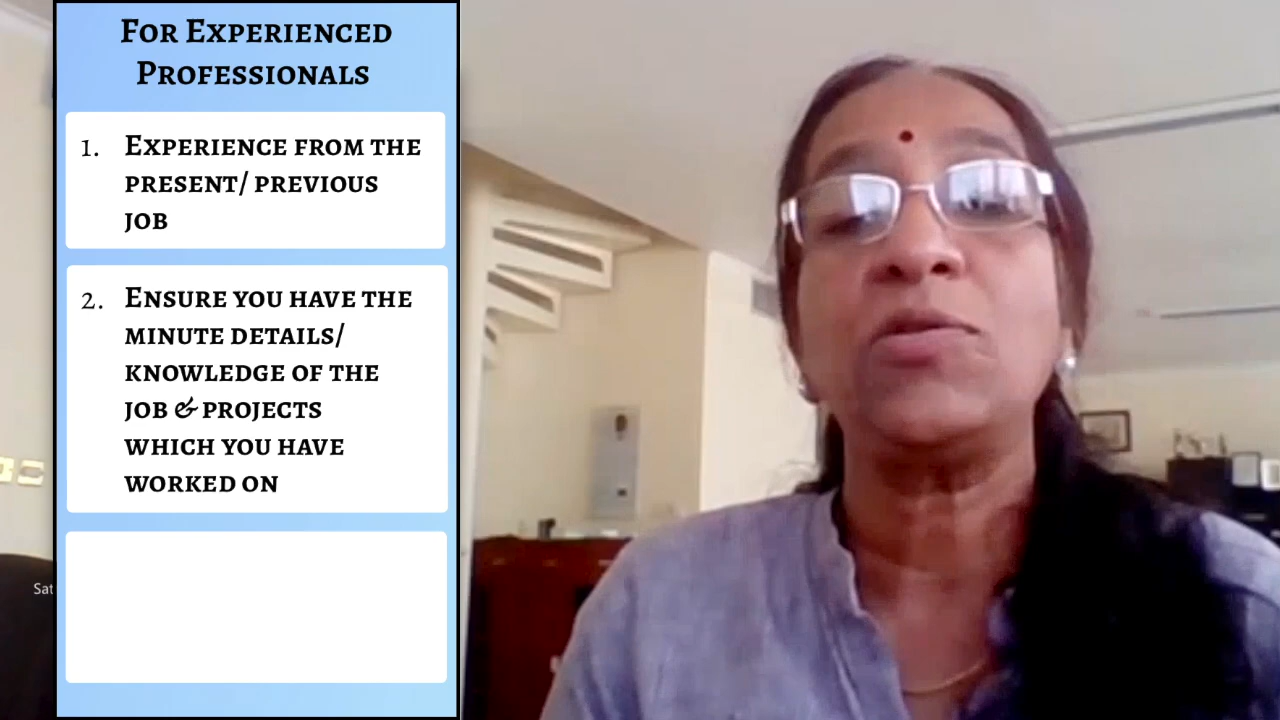 For Experienced
Professionals
1. Experience from the
present/ previous
job
2. Ensure you have the
minute details/
knowledge of the
job & projects
which you have
worked on
Sat